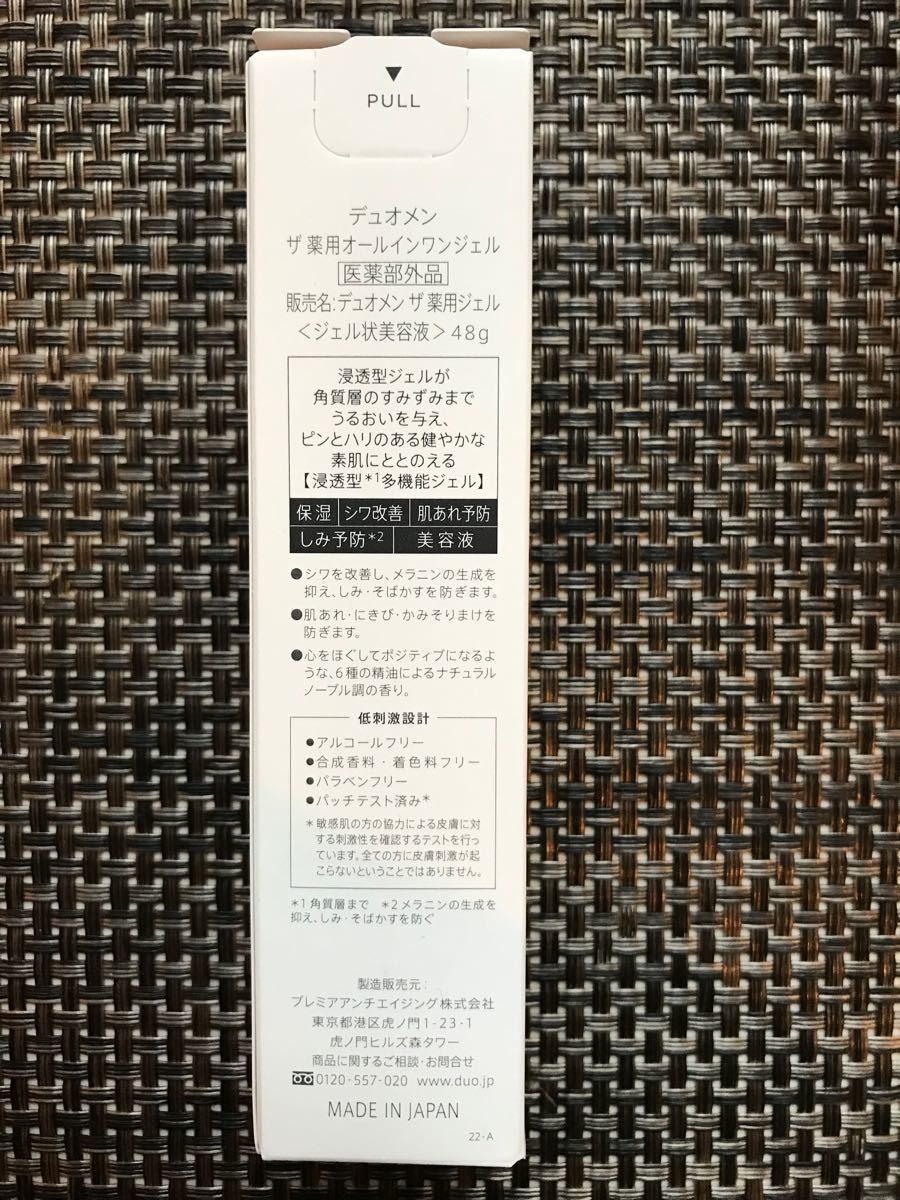 ▼
PULL
デュオメン
ザ 薬用オールインワンジェル
医薬部外品
販売名:デュオメン ザ 薬用ジェル
＜ジェル状美容液＞48g
浸透型ジェルが
角質層のすみずみまで
うるおいを与え、
ピンとハリのある健やかな
素肌にととのえる
【浸透型*1多機能ジェル】
保湿 シワ改善 肌あれ予防
しみ予防*2 美容液
●シワを改善し、メラニンの生成を
抑え、しみ・そばかすを防ぎます。
●肌あれ・にきび・かみそりまけを
防ぎます。
●心をほぐしてポジティブになるよ
うな、6種の精油によるナチュラル
ノーブル調の香り。
低刺激設計
●アルコールフリー
●合成香料・着色料フリー
●パラベンフリー
●パッチテスト済み*
*敏感肌の方の協力による皮膚に対
する刺激性を確認するテストを行っ
ています。全ての方に皮膚刺激が起
こらないということではありません。
*1 角質層まで *2 メラニンの生成を
抑え、しみ・そばかすを防ぐ
製造販売元:
プレミアアンチエイジング株式会社
東京都港区虎ノ門1-23-1
虎ノ門ヒルズ森タワー
商品に関するご相談・お問合せ
0120-557-020 www.duo.jp
MADE IN JAPAN
22・A